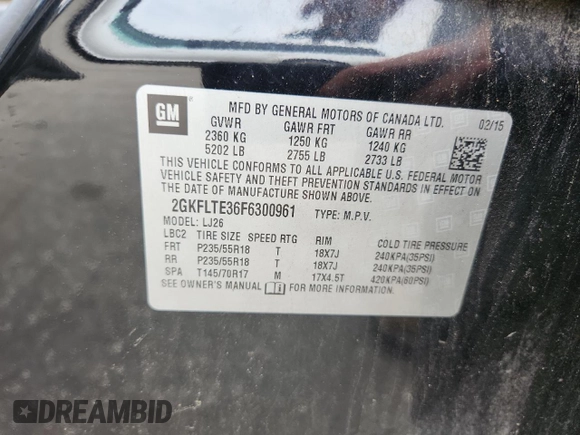 GM
MFD BY GENERAL MOTORS OF CANADA LTD. 02/15
GVWR GAWR FRT GAWR RR
2360 KG 1250 KG 1240 KG
5202 LB 2755 LB 2733 LB
THIS VEHICLE CONFORMS TO ALL APPLICABLE U.S. FEDERAL MOTOR
VEHICLE SAFETY AND THEFT PREVENTION STANDARDS IN EFFECT ON
THE DATE OF MANUFACTURE SHOWN ABOVE.
2GKFLTE36F6300961 TYPE: M.P.V.
MODEL: LJ26
LBC2 TIRE SIZE SPEED RTG RIM COLD TIRE PRESSURE
FRT P235/55R18 T 18X7J 240KPA(35PSI)
RR P235/55R18 T 18X7J 240KPA(35PSI)
SPA T145/70R17 M 17X4.5T 420KPA(60PSI)
SEE OWNER'S MANUAL FOR MORE INFORMATION.
DREAMBID